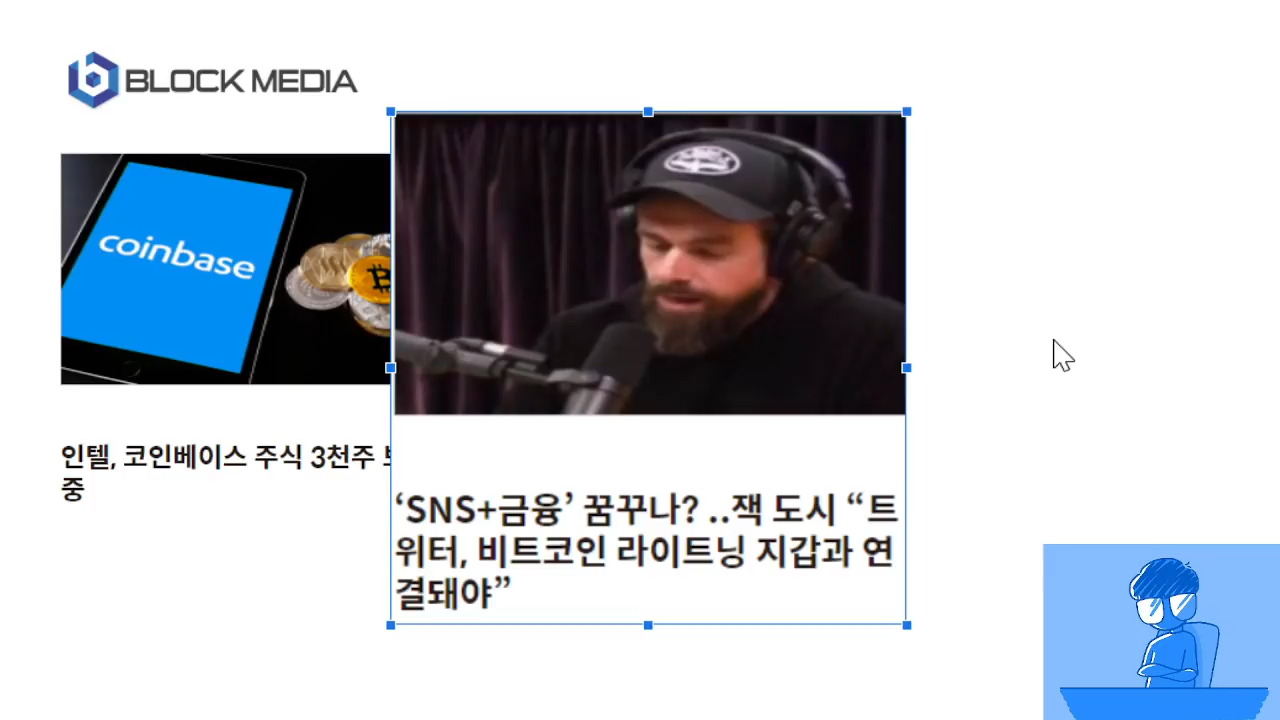 BLOCK MEDIA
coinbase
인텔, 코인베이스 주식 3천주
중
‘SNS+금융’ 꿈꾸나? ..잭 도시 “트
위터, 비트코인 라이트닝 지갑과 연
결돼야”